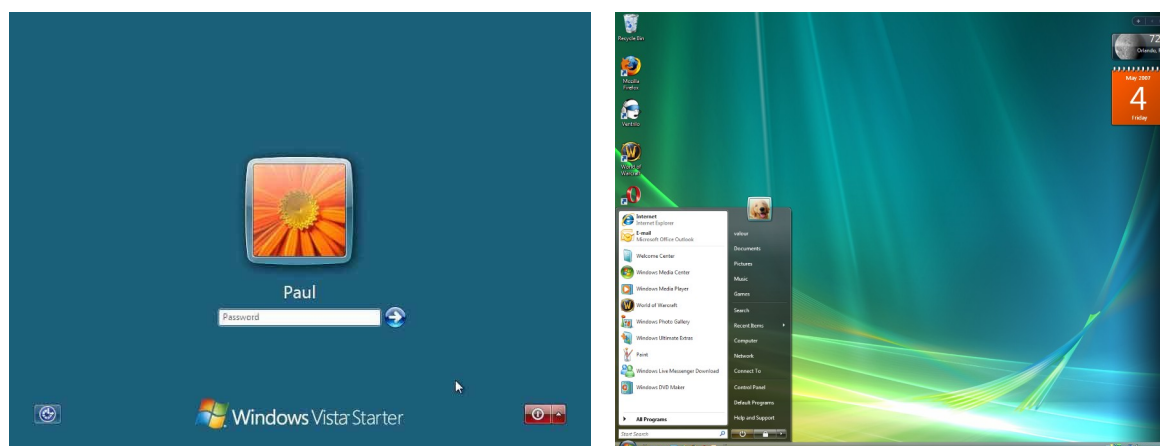 Paul
Password
Windows Vista Starter
Recycle Bin
Mozilla
Firefox
Ventrilo
World of
Warcraft
72
Orlando,
May 2007
4
Friday
Internet
Internet Explorer
E-mail
Microsoft Office Outlook
Welcome Center
Windows Media Center
Windows Media Player
World of Warcraft
Windows Photo Gallery
Windows Ultimate Extras
Paint
Windows Live Messenger Download
Windows DVD Maker
All Programs
Start Search
valour
Documents
Pictures
Music
Games
Search
Recent Items
Computer
Network
Connect To
Control Panel
Default Programs
Help and Support